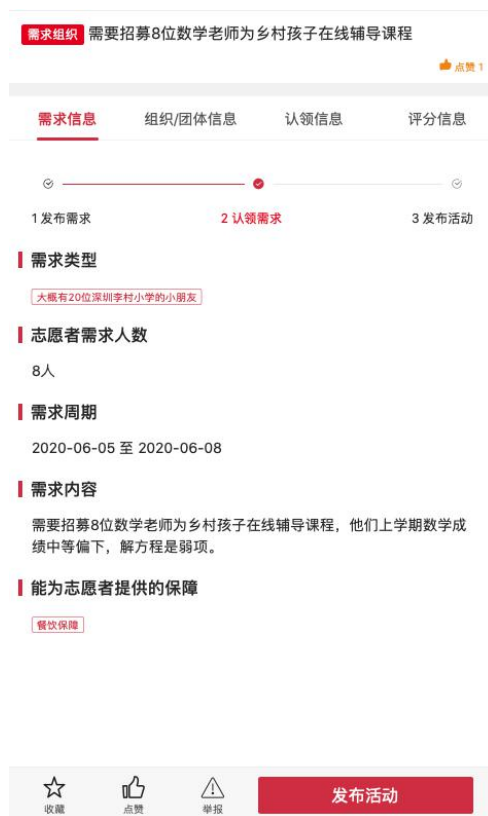 需求组织 需要招募8位数学老师为乡村孩子在线辅导课程
点赞 1
需求信息 组织/团体信息 认领信息 评分信息
1 发布需求 2 认领需求 3 发布活动
需求类型
大概有20位深圳李村小学的小朋友
志愿者需求人数
8人
需求周期
2020-06-05 至 2020-06-08
需求内容
需要招募8位数学老师为乡村孩子在线辅导课程，他们上学期数学成
绩中等偏下，解方程是弱项。
能为志愿者提供的保障
餐饮保障
收藏 点赞 举报 发布活动